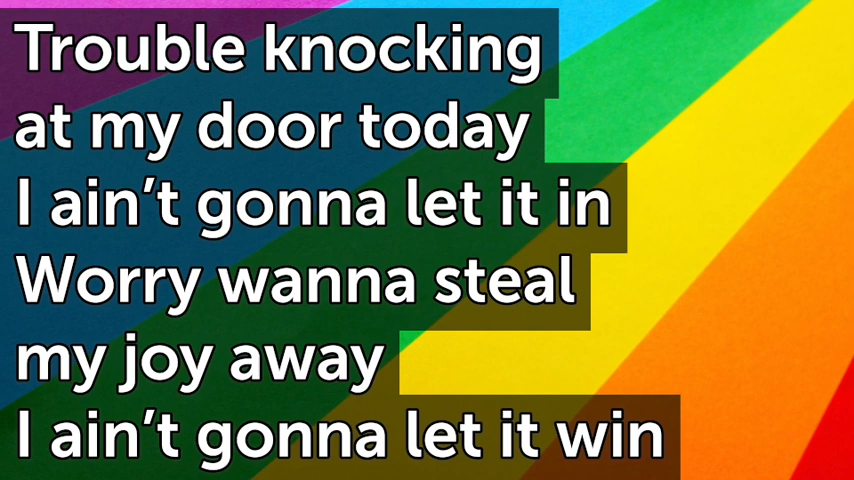 Trouble knocking
at my door today
I ain’t gonna let it in
Worry wanna steal
my joy away
I ain’t gonna let it win